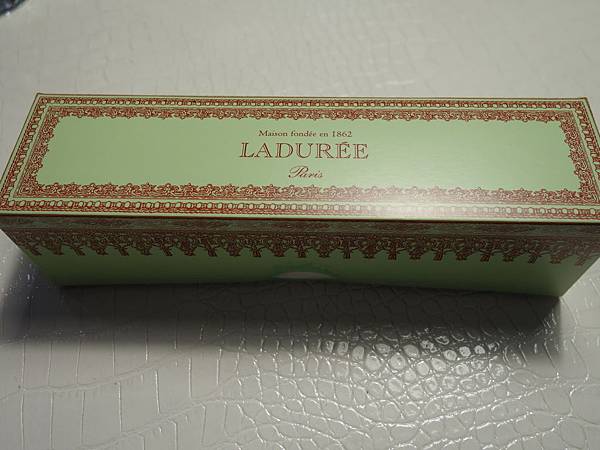 Maison fondée en 1862
LADURÉE
Paris